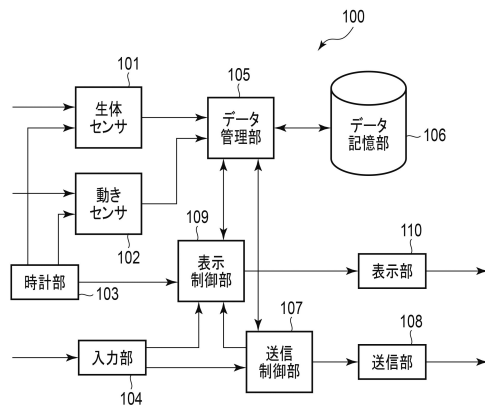 100
101
生体
センサ
105
データ
管理部
データ
記憶部
106
動き
センサ
102
109
表示
制御部
110
表示部
時計部
103
107
送信
制御部
108
送信部
入力部
104